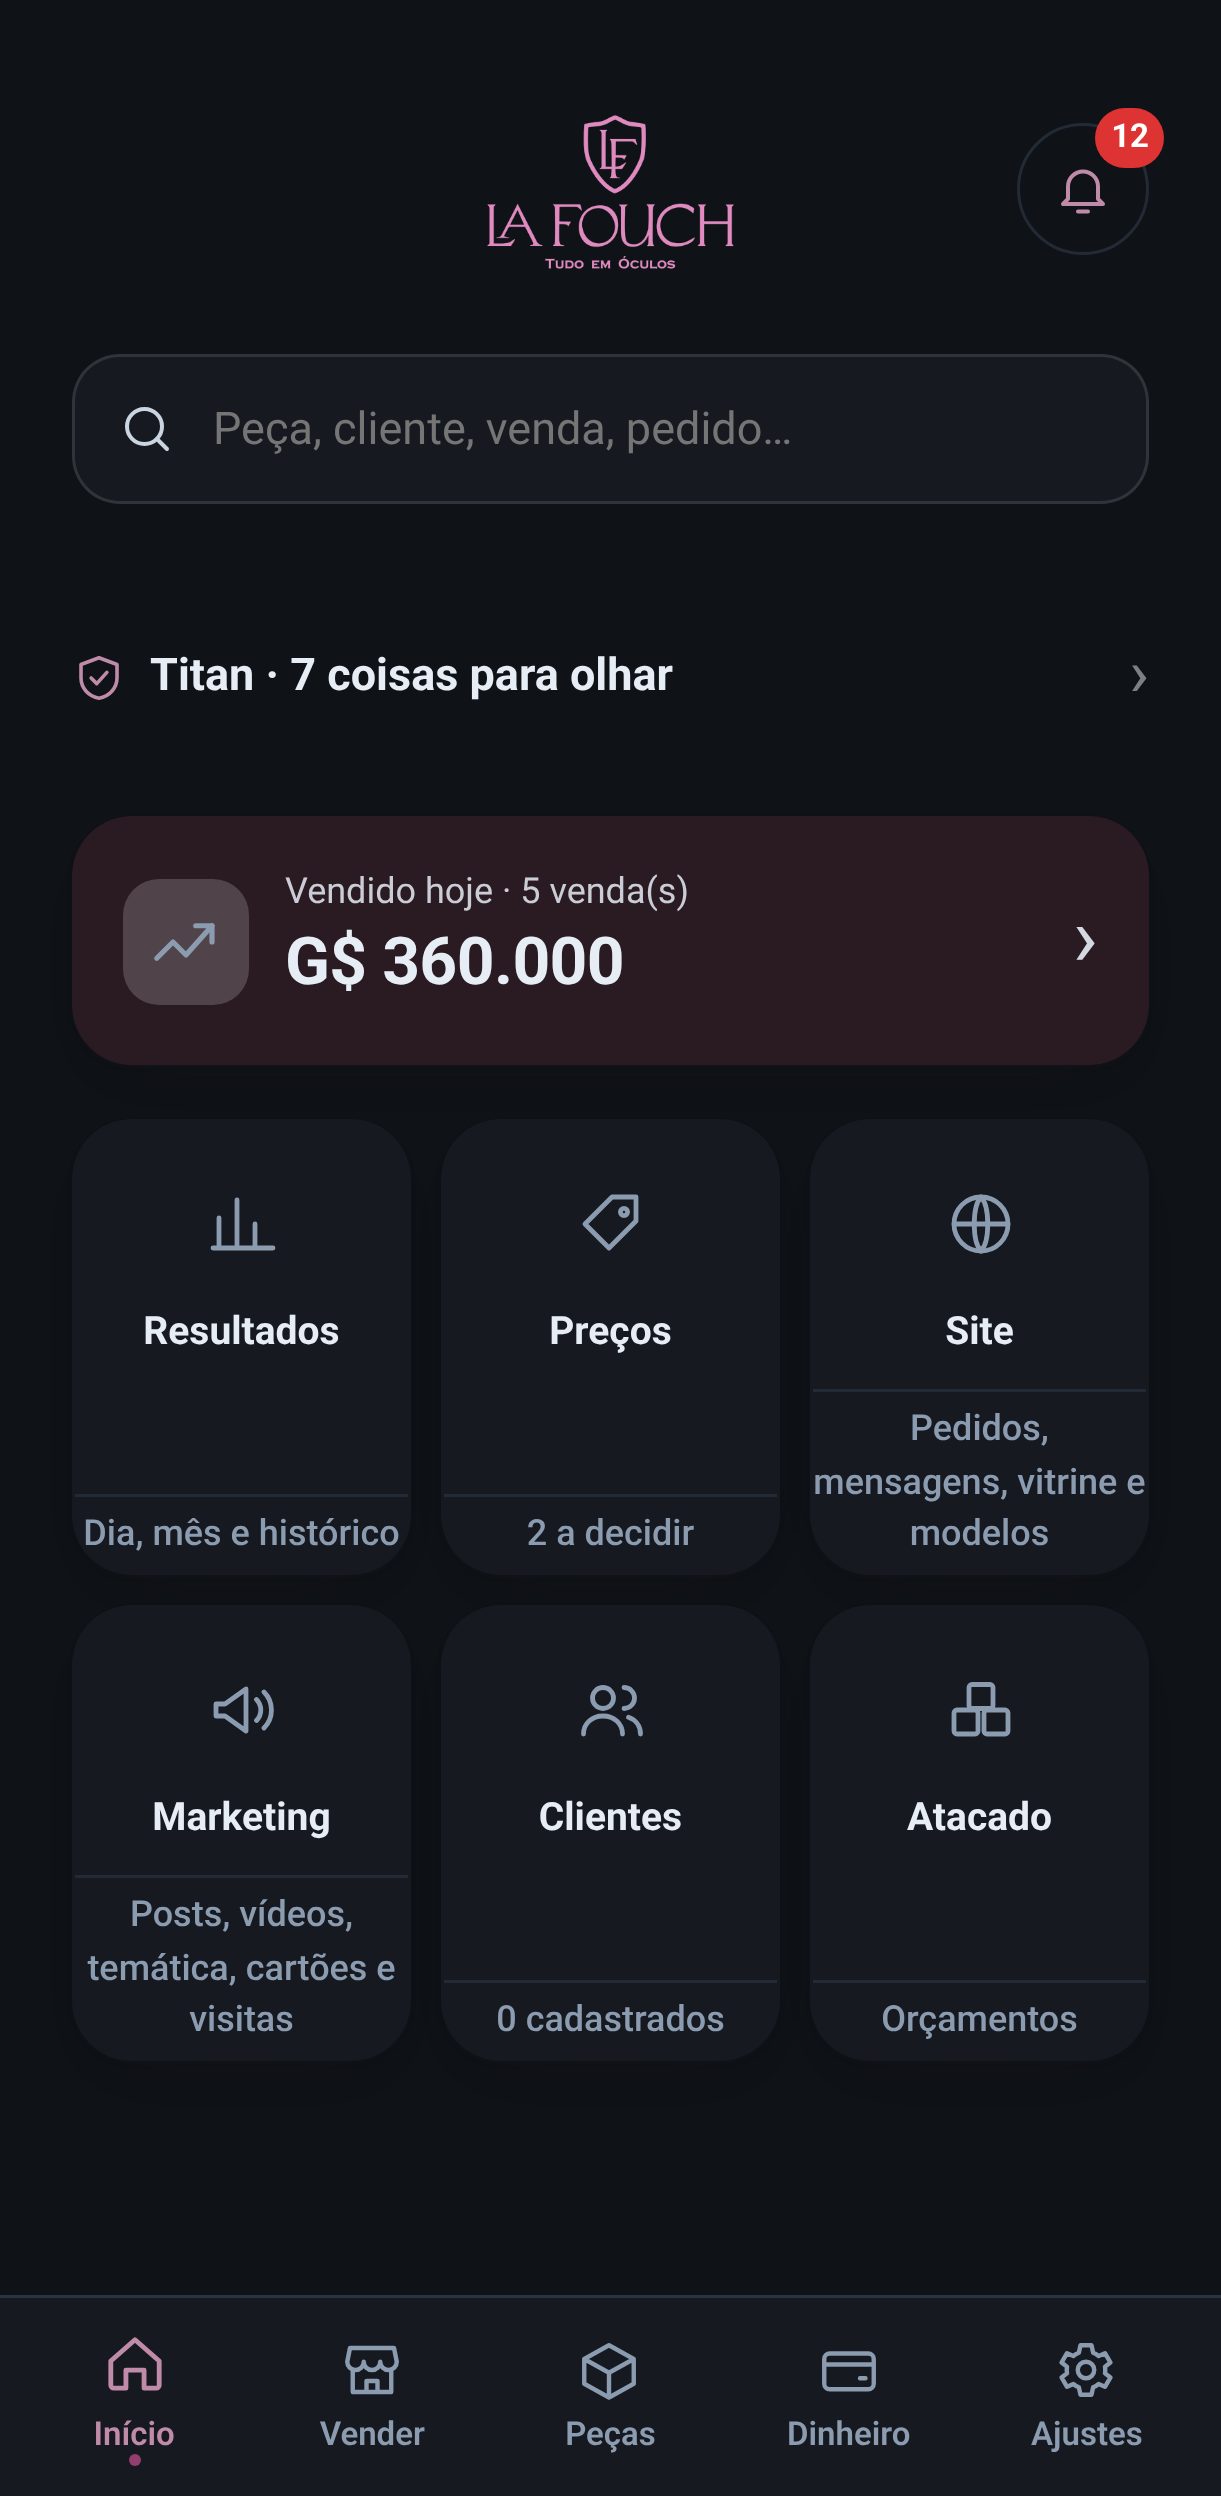 12
LF
LA FOUCH
TUDO EM ÓCULOS
Peça, cliente, venda, pedido...
Titan · 7 coisas para olhar
Vendido hoje · 5 venda(s)
G$ 360.000
Resultados
Dia, mês e histórico
Preços
2 a decidir
Site
Pedidos,
mensagens, vitrine e
modelos
Marketing
Posts, vídeos,
temática, cartões e
visitas
Clientes
0 cadastrados
Atacado
Orçamentos
Início
Vender
Peças
Dinheiro
Ajustes